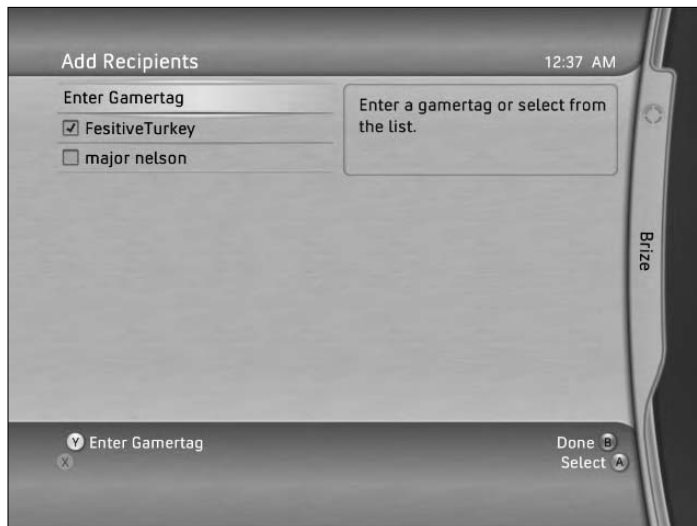 Add Recipients
12:37 AM
Enter Gamertag
FesitiveTurkey
major nelson
Enter a gamertag or select from
the list.
Brize
Y Enter Gamertag
X
Done B
Select A